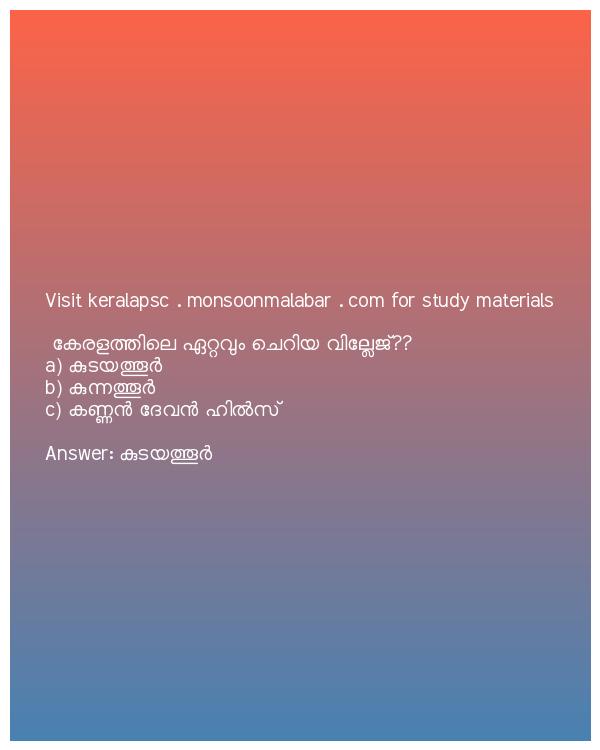 Visit keralapsc . monsoonmalabar . com for study materials
കേരളത്തിലെ ഏറ്റവും ചെറിയ വില്ലേജ്??
a) കുടയത്തൂർ
b) കുന്നത്തൂർ
c) കണ്ണൻ ദേവൻ ഹിൽസ്
Answer: കുടയത്തൂർ